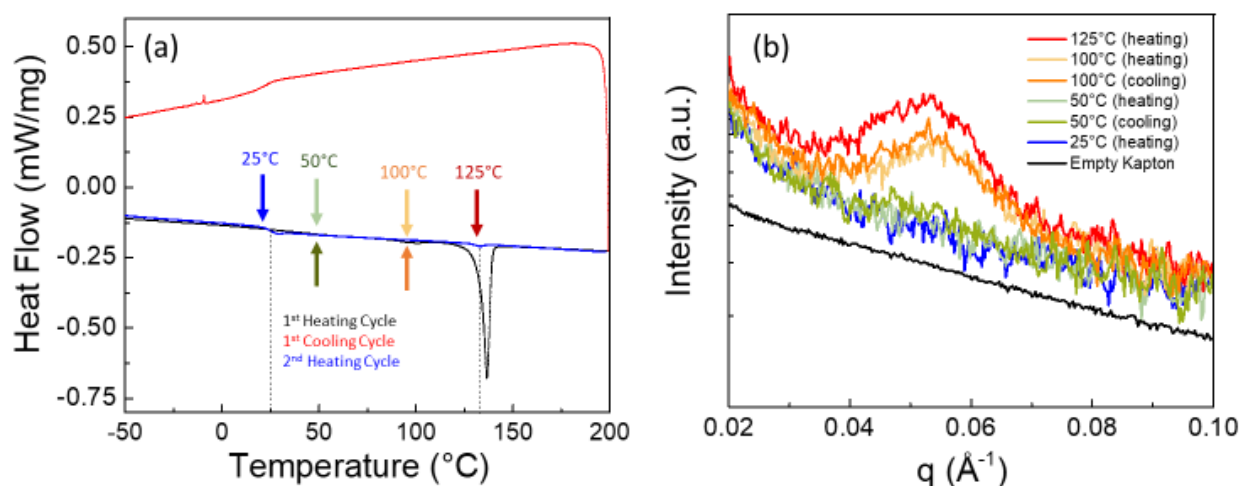 (a)
Heat Flow (mW/mg)
0.50
0.25
0.00
-0.25
-0.50
-0.75
25°C
50°C
100°C
125°C
1st Heating Cycle
1st Cooling Cycle
2nd Heating Cycle
-50 0 50 100 150 200
Temperature (°C)
(b)
Intensity (a.u.)
125°C (heating)
100°C (heating)
100°C (cooling)
50°C (heating)
50°C (cooling)
25°C (heating)
Empty Kapton
0.02 0.04 0.06 0.08 0.10
q (Å-1)